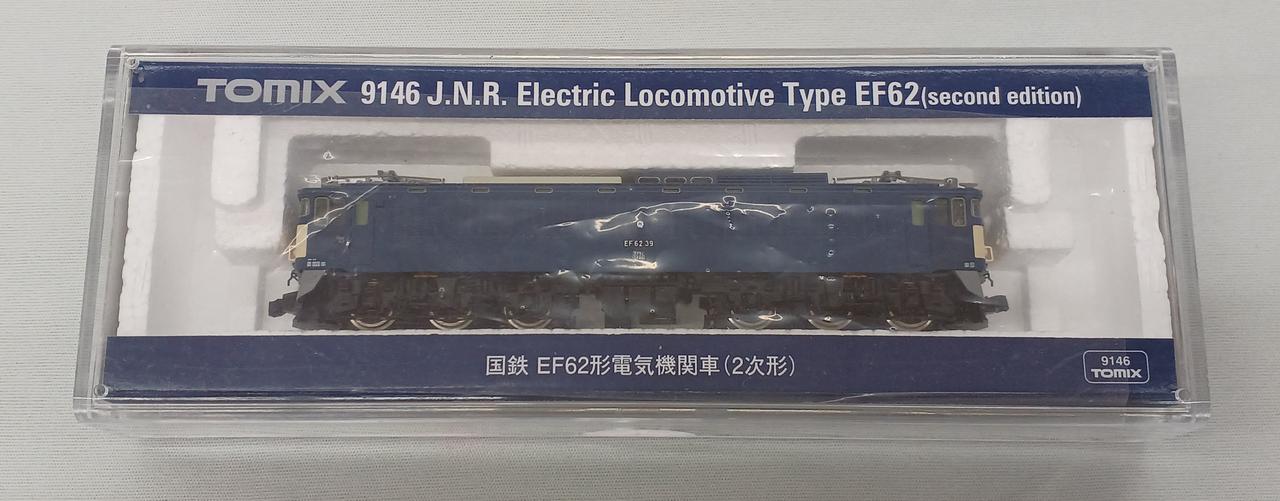 TOMIX 9146 J.N.R. Electric Locomotive Type EF62(second edition)
EF62 39
国鉄 EF62形電気機関車(2次形)
9146
TOMIX